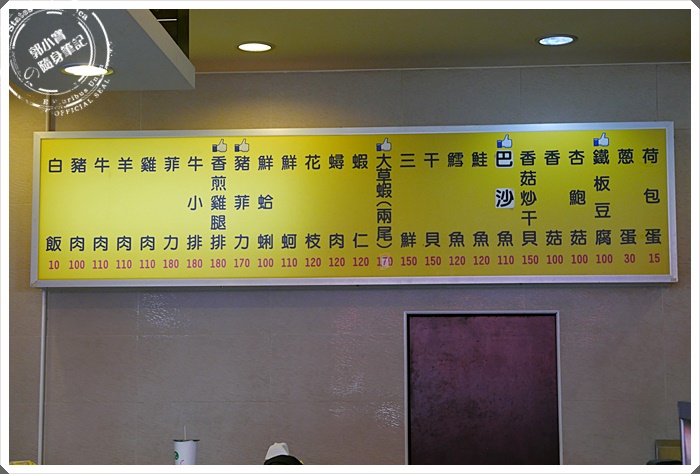 郭小寶
の隨身筆記
OFFICIAL SEAL
白飯 10
豬肉 100
牛肉 110
羊肉 110
雞肉 110
菲力 180
牛小排 180
香煎雞腿排 180
豬菲力 170
鮮蛤蜊 100
鮮蚵 110
花枝 120
蟳肉 120
蝦仁 120
大草蝦(兩尾) 170
三鮮 150
干貝 150
鱈魚 120
鮭魚 120
巴沙魚 110
香菇炒干貝 150
香菇 100
杏鮑菇 100
鐵板豆腐 100
蔥蛋 30
荷包蛋 15